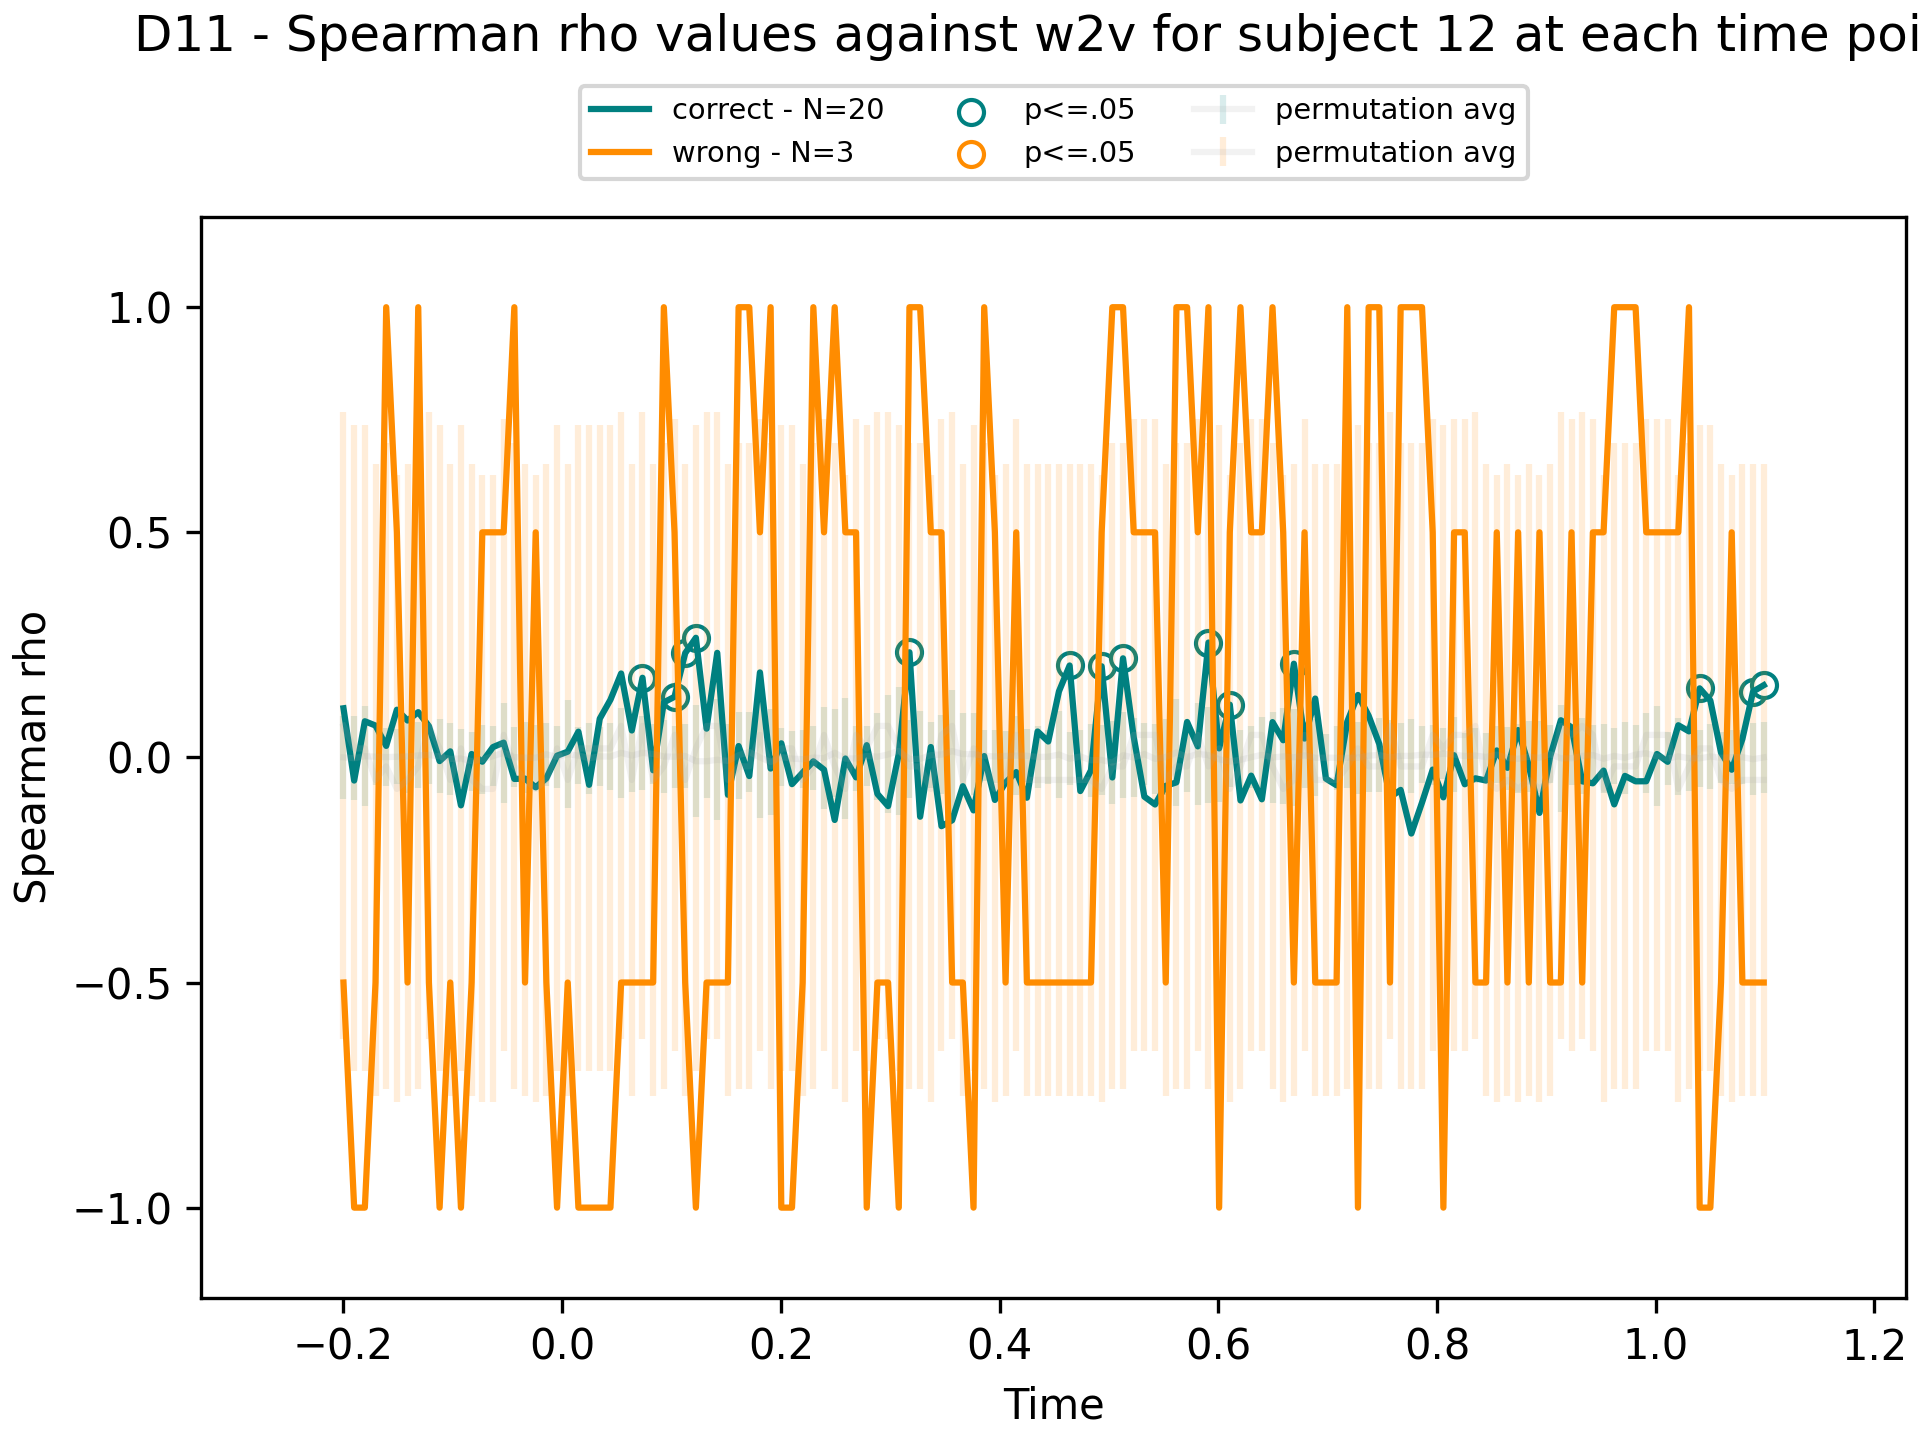 D11 - Spearman rho values against w2v for subject 12 at each time poi
correct - N=20
wrong - N=3
p<=.05
p<=.05
permutation avg
permutation avg
1.0
0.5
0.0
−0.5
−1.0
Spearman rho
−0.2 0.0 0.2 0.4 0.6 0.8 1.0 1.2
Time